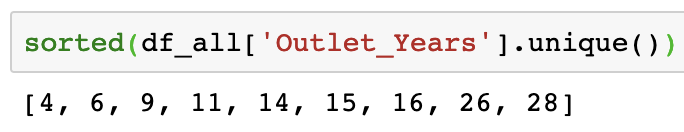 sorted(df_all['Outlet_Years'].unique())
[4, 6, 9, 11, 14, 15, 16, 26, 28]